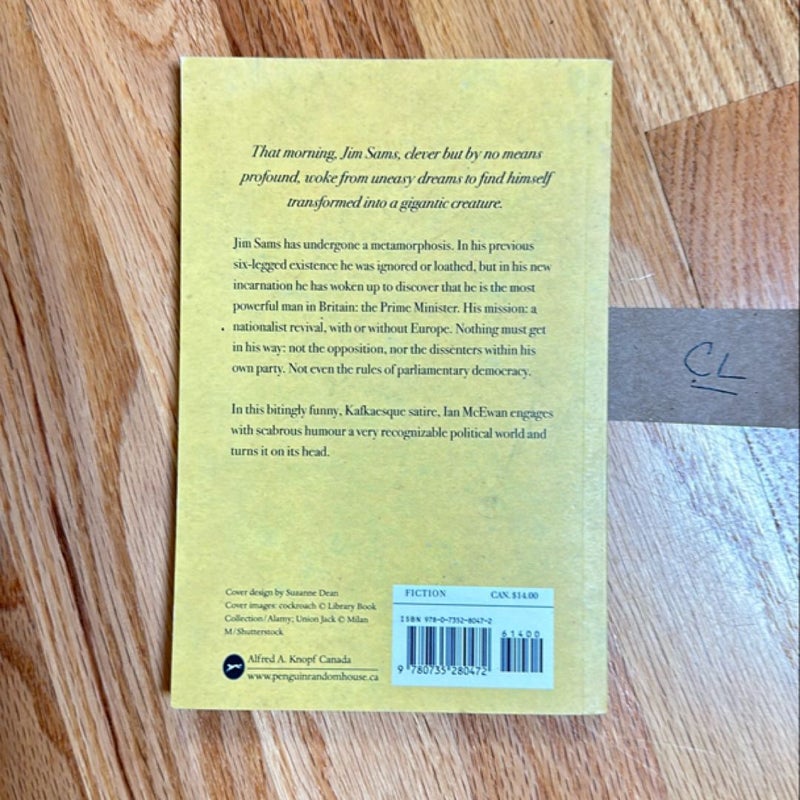 That morning, Jim Sams, clever but by no means
profound, woke from uneasy dreams to find himself
transformed into a gigantic creature.
Jim Sams has undergone a metamorphosis. In his previous
six-legged existence he was ignored or loathed, but in his new
incarnation he has woken up to discover that he is the most
powerful man in Britain: the Prime Minister. His mission: a
nationalist revival, with or without Europe. Nothing must get
in his way: not the opposition, nor the dissenters within his
own party. Not even the rules of parliamentary democracy.
In this bitingly funny, Kafkaesque satire, Ian McEwan engages
with scabrous humour a very recognizable political world and
turns it on its head.
CL
Cover design by Suzanne Dean
Cover images: cockroach © Library Book
Collection/Alamy; Union Jack © Milan
M/Shutterstock
Alfred A. Knopf Canada
www.penguinrandomhouse.ca
FICTION CAN. $14.00
ISBN 978-0-7352-8047-2
61400
9 780735 280472